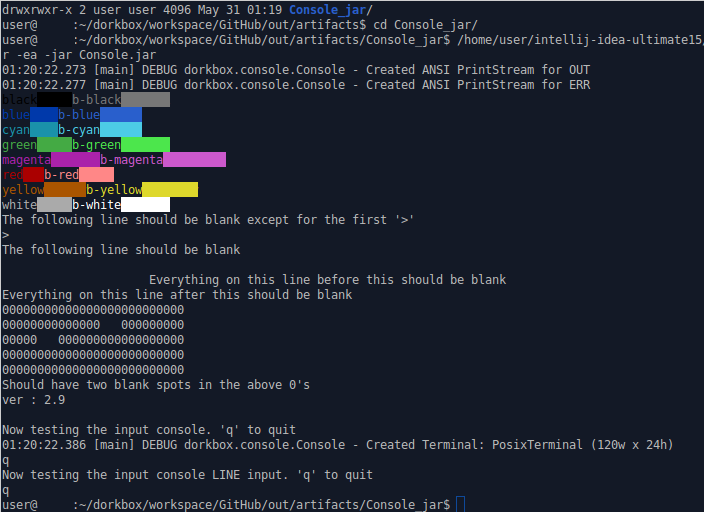 drwxrwxr-x 2 user user 4096 May 31 01:19 Console_jar/
user@     :~/dorkbox/workspace/GitHub/out/artifacts$ cd Console_jar/
user@     :~/dorkbox/workspace/GitHub/out/artifacts/Console_jar$ /home/user/intellij-idea-ultimate15/
r -ea -jar Console.jar
01:20:22.273 [main] DEBUG dorkbox.console.Console - Created ANSI PrintStream for OUT
01:20:22.277 [main] DEBUG dorkbox.console.Console - Created ANSI PrintStream for ERR
black     b-black
blue    b-blue
cyan    b-cyan
green     b-green
magenta       b-magenta
red   b-red
yellow      b-yellow
white     b-white
The following line should be blank except for the first '>'
>
The following line should be blank
                     Everything on this line before this should be blank
Everything on this line after this should be blank
00000000000000000000000000
00000000000000   000000000
00000   000000000000000000
00000000000000000000000000
00000000000000000000000000
Should have two blank spots in the above 0's
ver : 2.9
Now testing the input console. 'q' to quit
01:20:22.386 [main] DEBUG dorkbox.console.Console - Created Terminal: PosixTerminal (120w x 24h)
q
Now testing the input console LINE input. 'q' to quit
q
user@     :~/dorkbox/workspace/GitHub/out/artifacts/Console_jar$